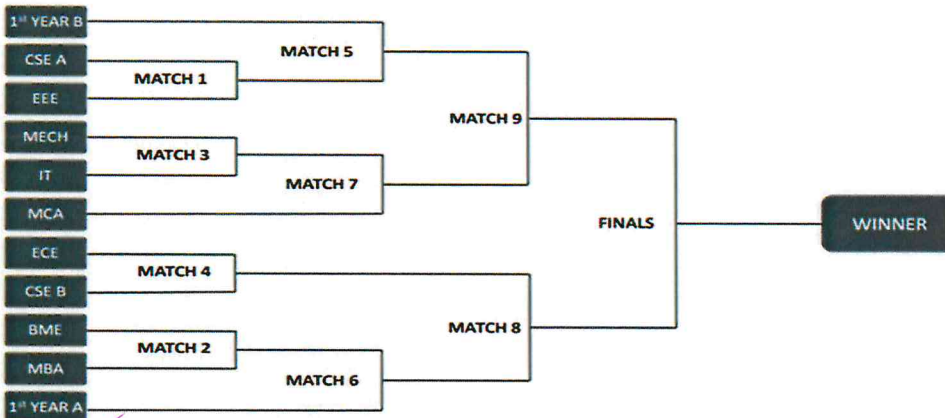 1st YEAR B
CSE A
EEE
MECH
IT
MCA
ECE
CSE B
BME
MBA
1st YEAR A
MATCH 1
MATCH 3
MATCH 4
MATCH 2
MATCH 5
MATCH 7
MATCH 6
MATCH 9
MATCH 8
FINALS
WINNER